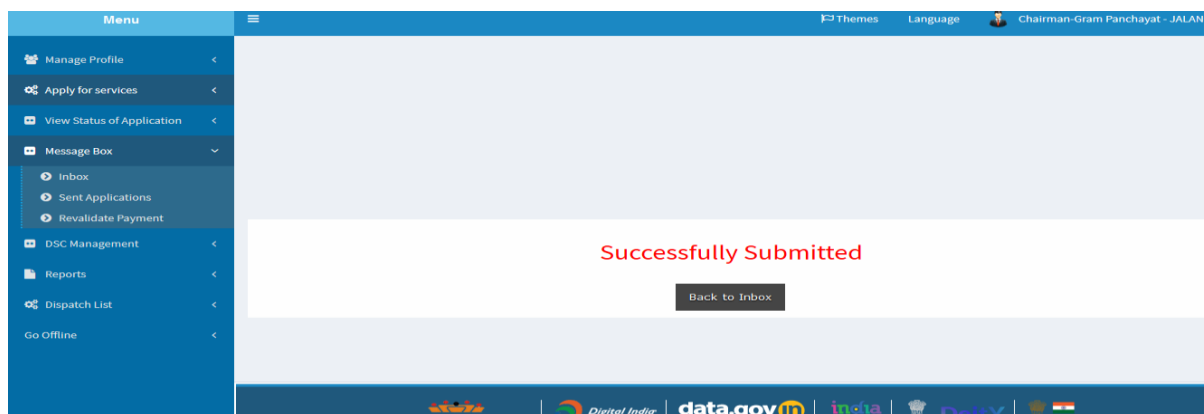 Menu
Themes Language Chairman-Gram Panchayat - JALAN
Manage Profile
Apply for services
View Status of Application
Message Box
Inbox
Sent Applications
Revalidate Payment
DSC Management
Reports
Dispatch List
Go Offline
Successfully Submitted
Back to Inbox
Digital India data.gov in india